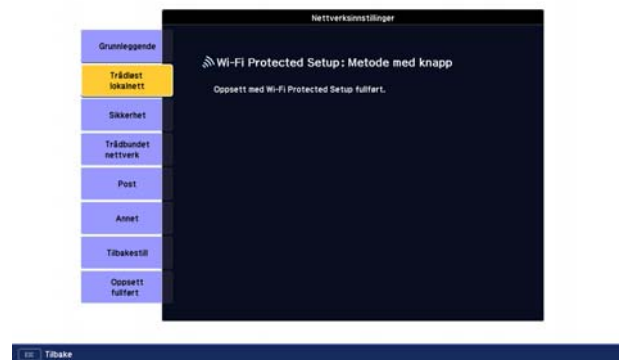 Nettverksinnstillinger
Grunnleggende
Trådløst
lokalnett
Sikkerhet
Trådbundet
nettverk
Post
Annet
Tilbakestill
Oppsett
fullført
Wi-Fi Protected Setup: Metode med knapp
Oppsett med Wi-Fi Protected Setup fullført.
Esc Tilbake